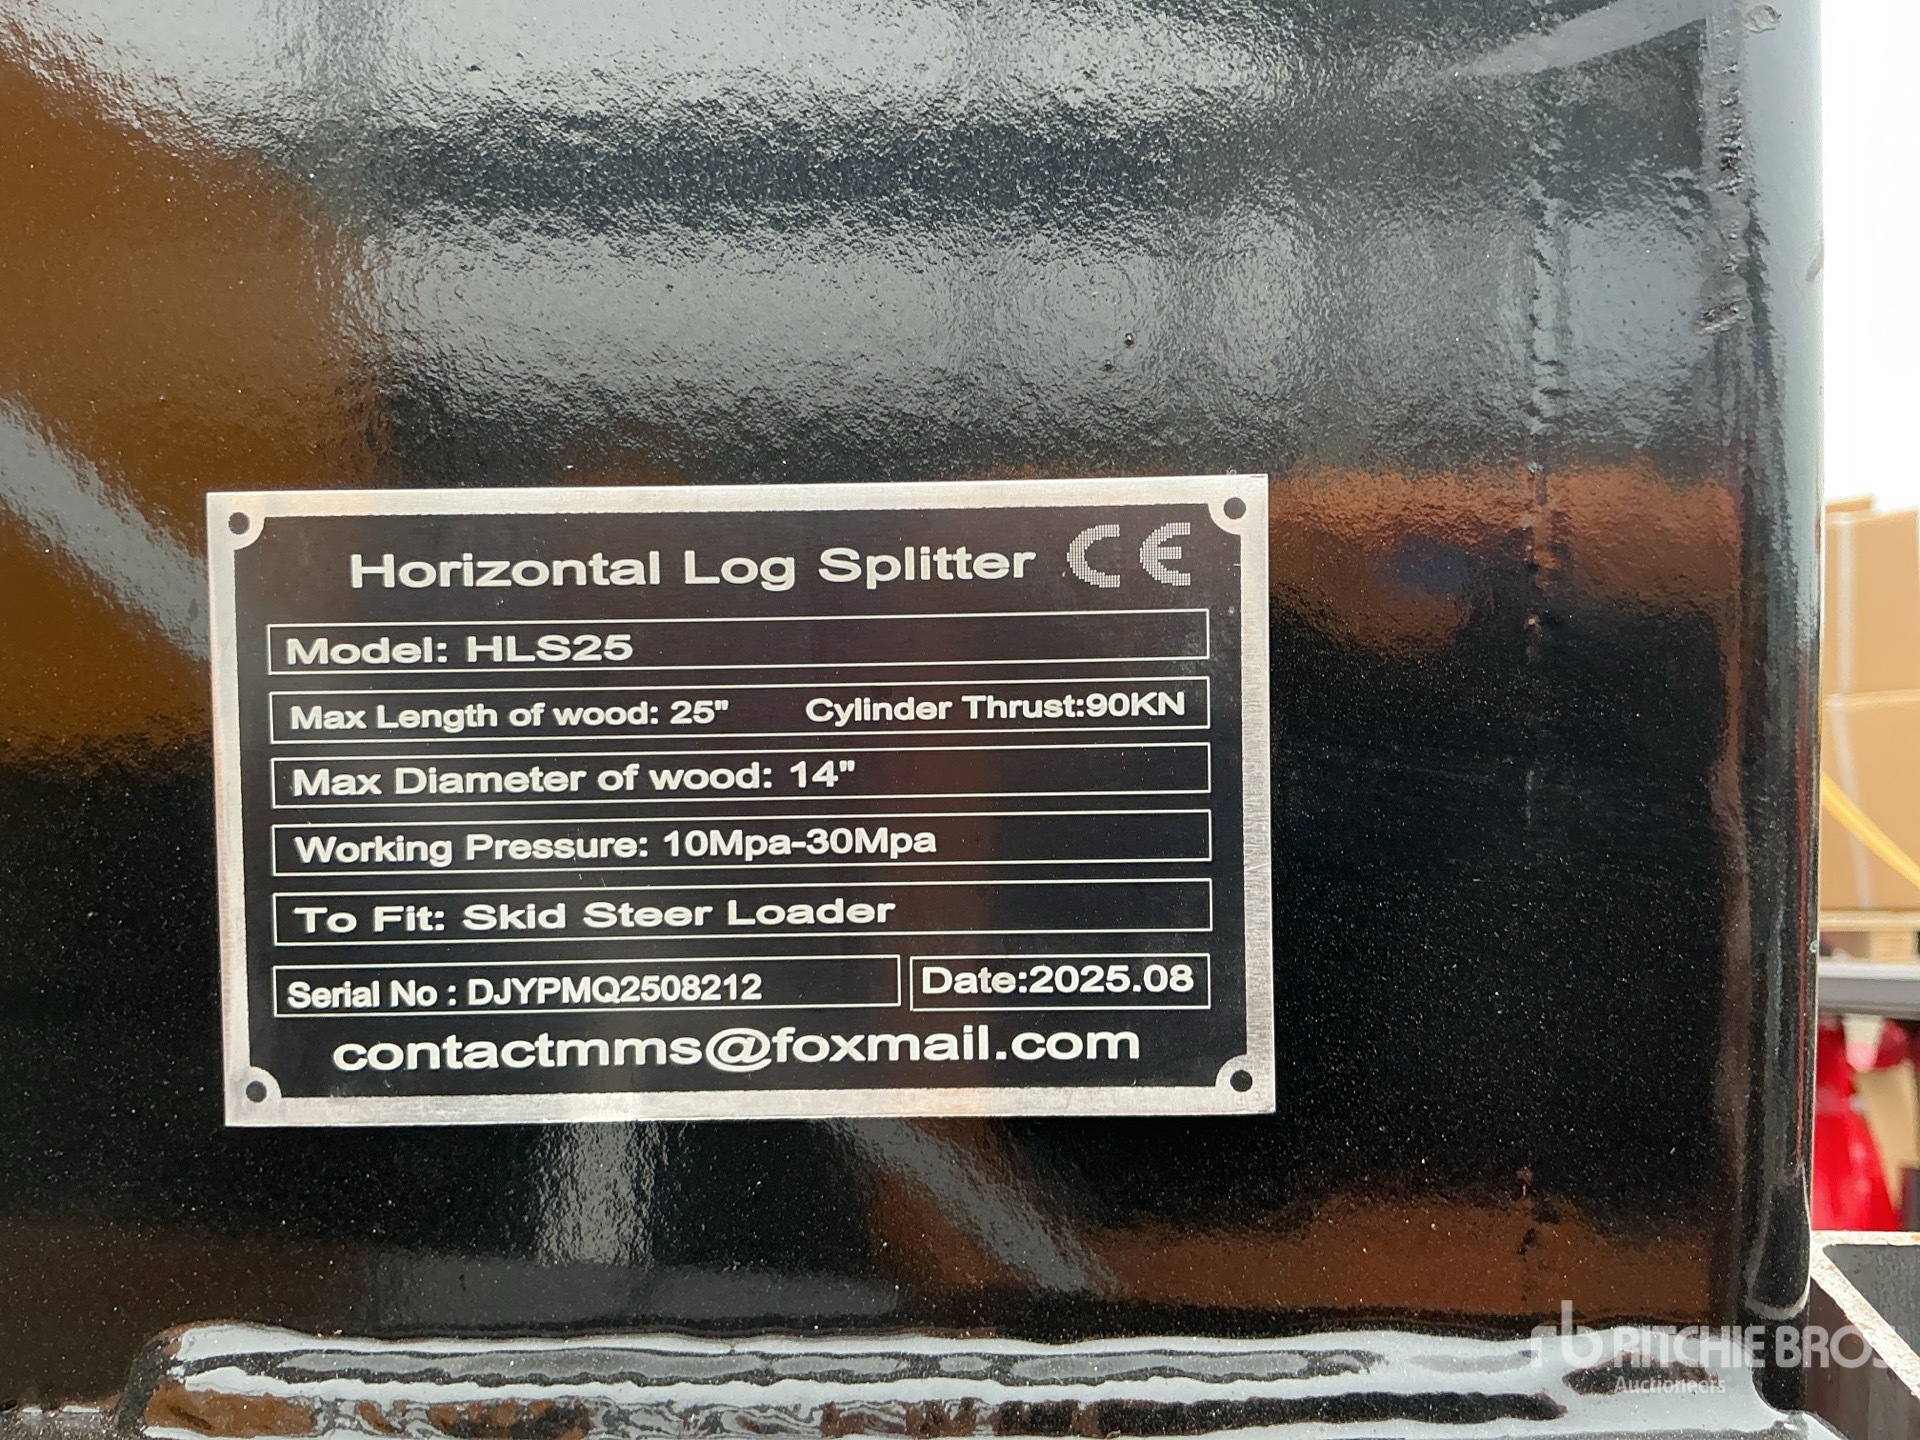 Horizontal Log Splitter CE
Model: HLS25
Max Length of wood: 25" Cylinder Thrust:90KN
Max Diameter of wood: 14"
Working Pressure: 10Mpa-30Mpa
To Fit: Skid Steer Loader
Serial No : DJYPMQ2508212 Date:2025.08
contactmms@foxmail.com
rb RITCHIE BROS
Auctioneers